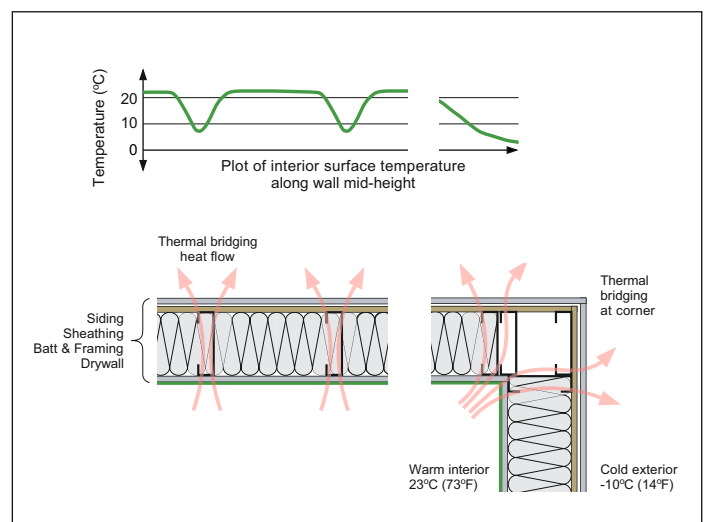 Temperature (ºC)
20
10
0
Plot of interior surface temperature
along wall mid-height
Thermal bridging
heat flow
Thermal
bridging
at corner
Siding
Sheathing
Batt & Framing
Drywall
Warm interior
23ºC (73ºF)
Cold exterior
-10ºC (14ºF)